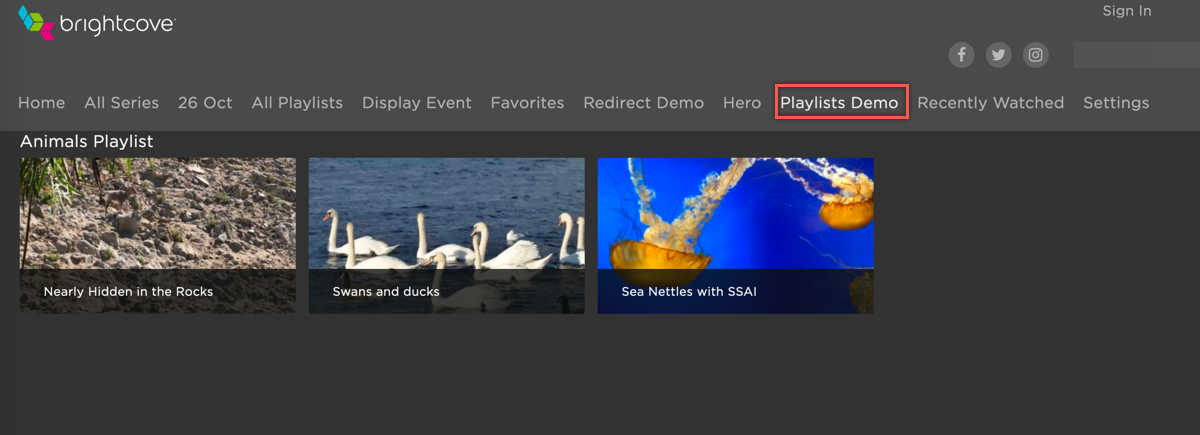 brightcove
Sign In
Home All Series 26 Oct All Playlists Display Event Favorites Redirect Demo Hero Playlists Demo Recently Watched Settings
Animals Playlist
Nearly Hidden in the Rocks
Swans and ducks
Sea Nettles with SSAI